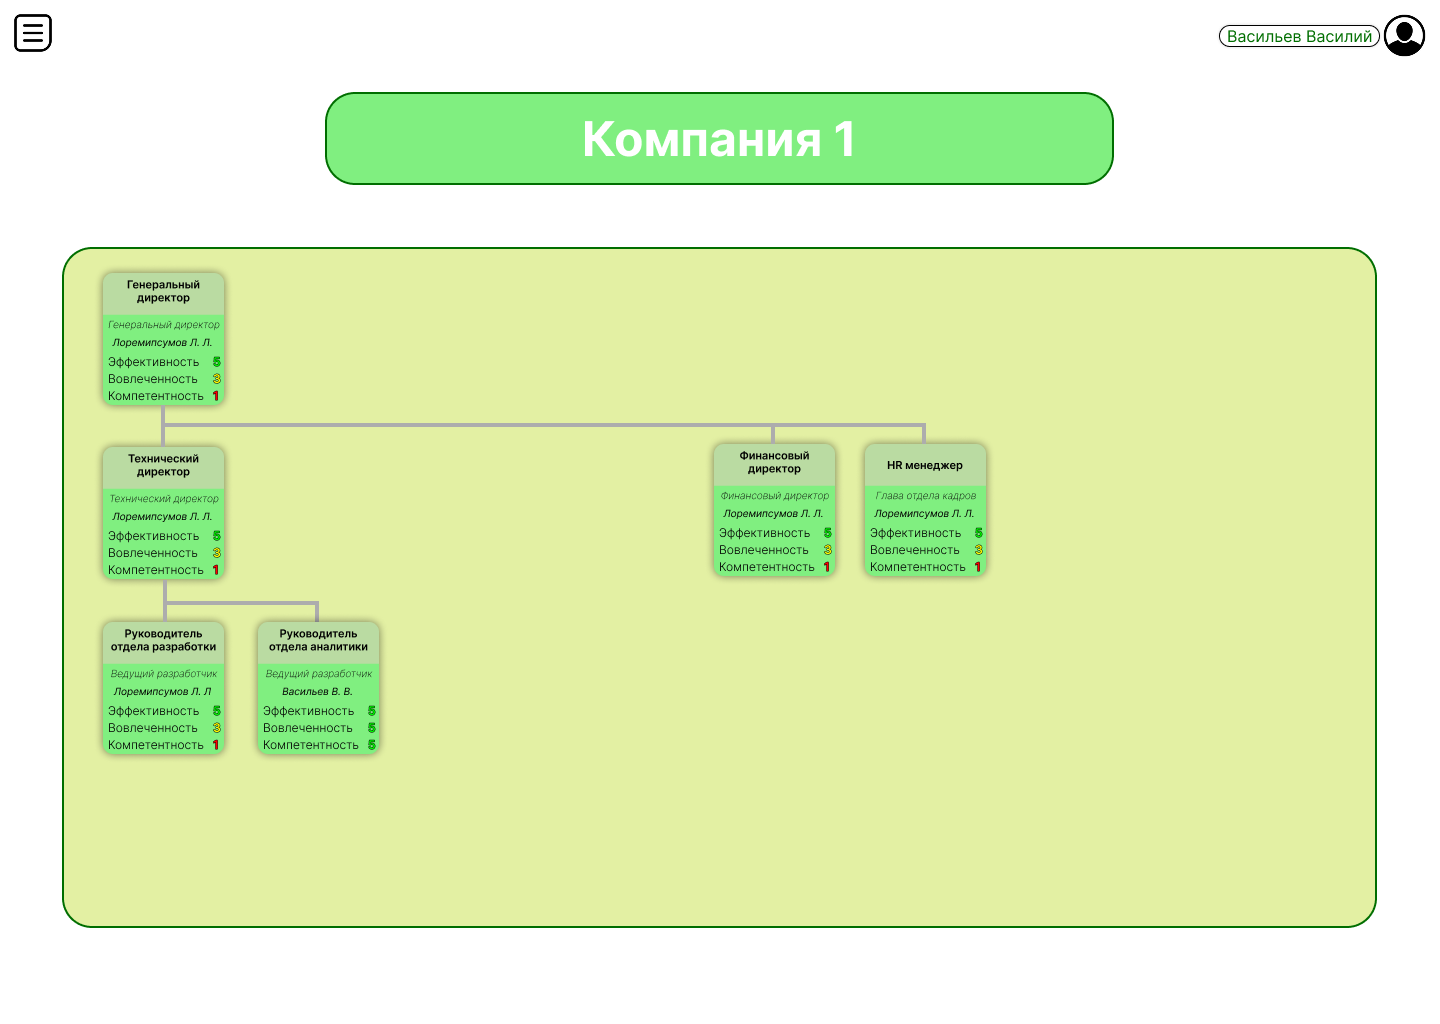 Васильев Василий
Компания 1
Генеральный
директор
Генеральный директор
Лоремипсумов Л. Л.
Эффективность 5
Вовлеченность 3
Компетентность 1
Технический
директор
Технический директор
Лоремипсумов Л. Л.
Эффективность 5
Вовлеченность 3
Компетентность 1
Финансовый
директор
Финансовый директор
Лоремипсумов Л. Л.
Эффективность 5
Вовлеченность 3
Компетентность 1
HR менеджер
Глава отдела кадров
Лоремипсумов Л. Л.
Эффективность 5
Вовлеченность 3
Компетентность 1
Руководитель
отдела разработки
Ведущий разработчик
Лоремипсумов Л. Л
Эффективность 5
Вовлеченность 3
Компетентность 1
Руководитель
отдела аналитики
Ведущий разработчик
Васильев В. В.
Эффективность 5
Вовлеченность 5
Компетентность 5